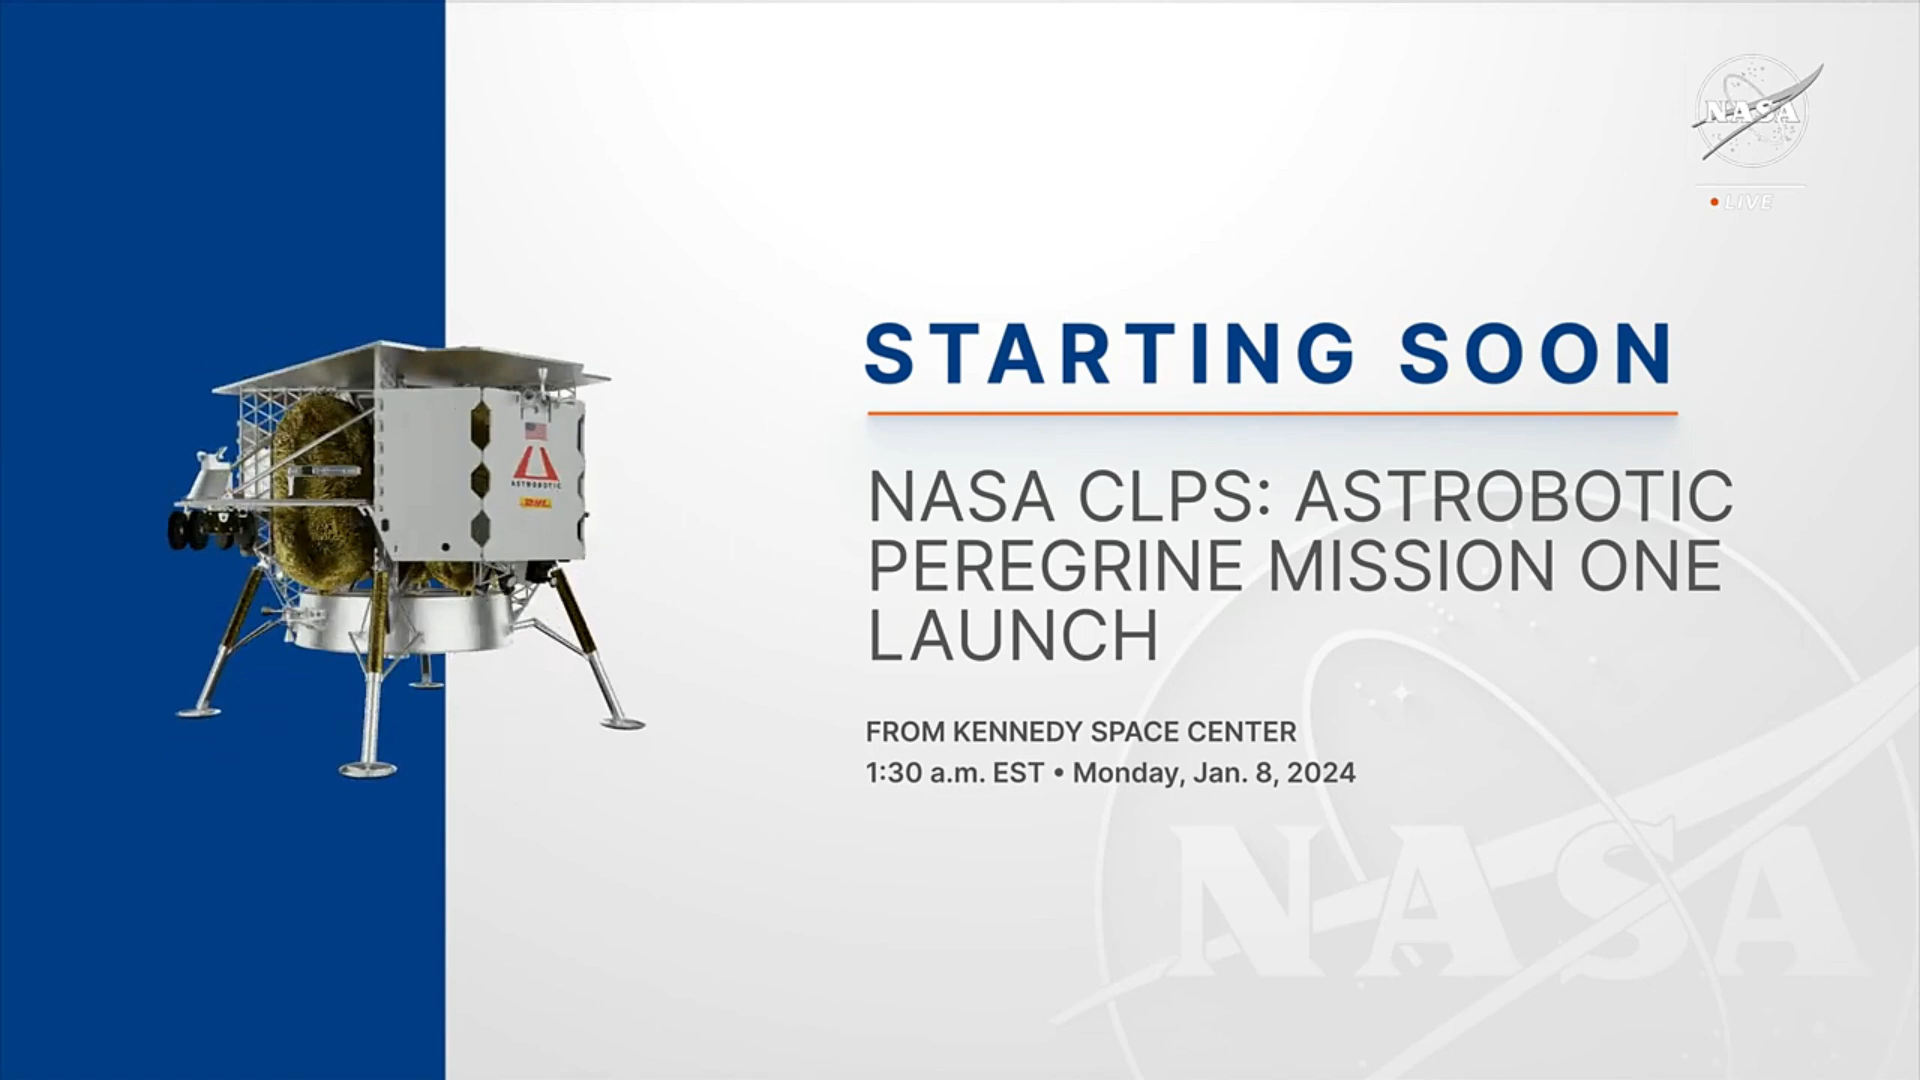 NASA
LIVE
STARTING SOON
NASA CLPS: ASTROBOTIC
PEREGRINE MISSION ONE
LAUNCH
FROM KENNEDY SPACE CENTER
1:30 a.m. EST • Monday, Jan. 8, 2024
ASTROBOTIC
DHL
NASA